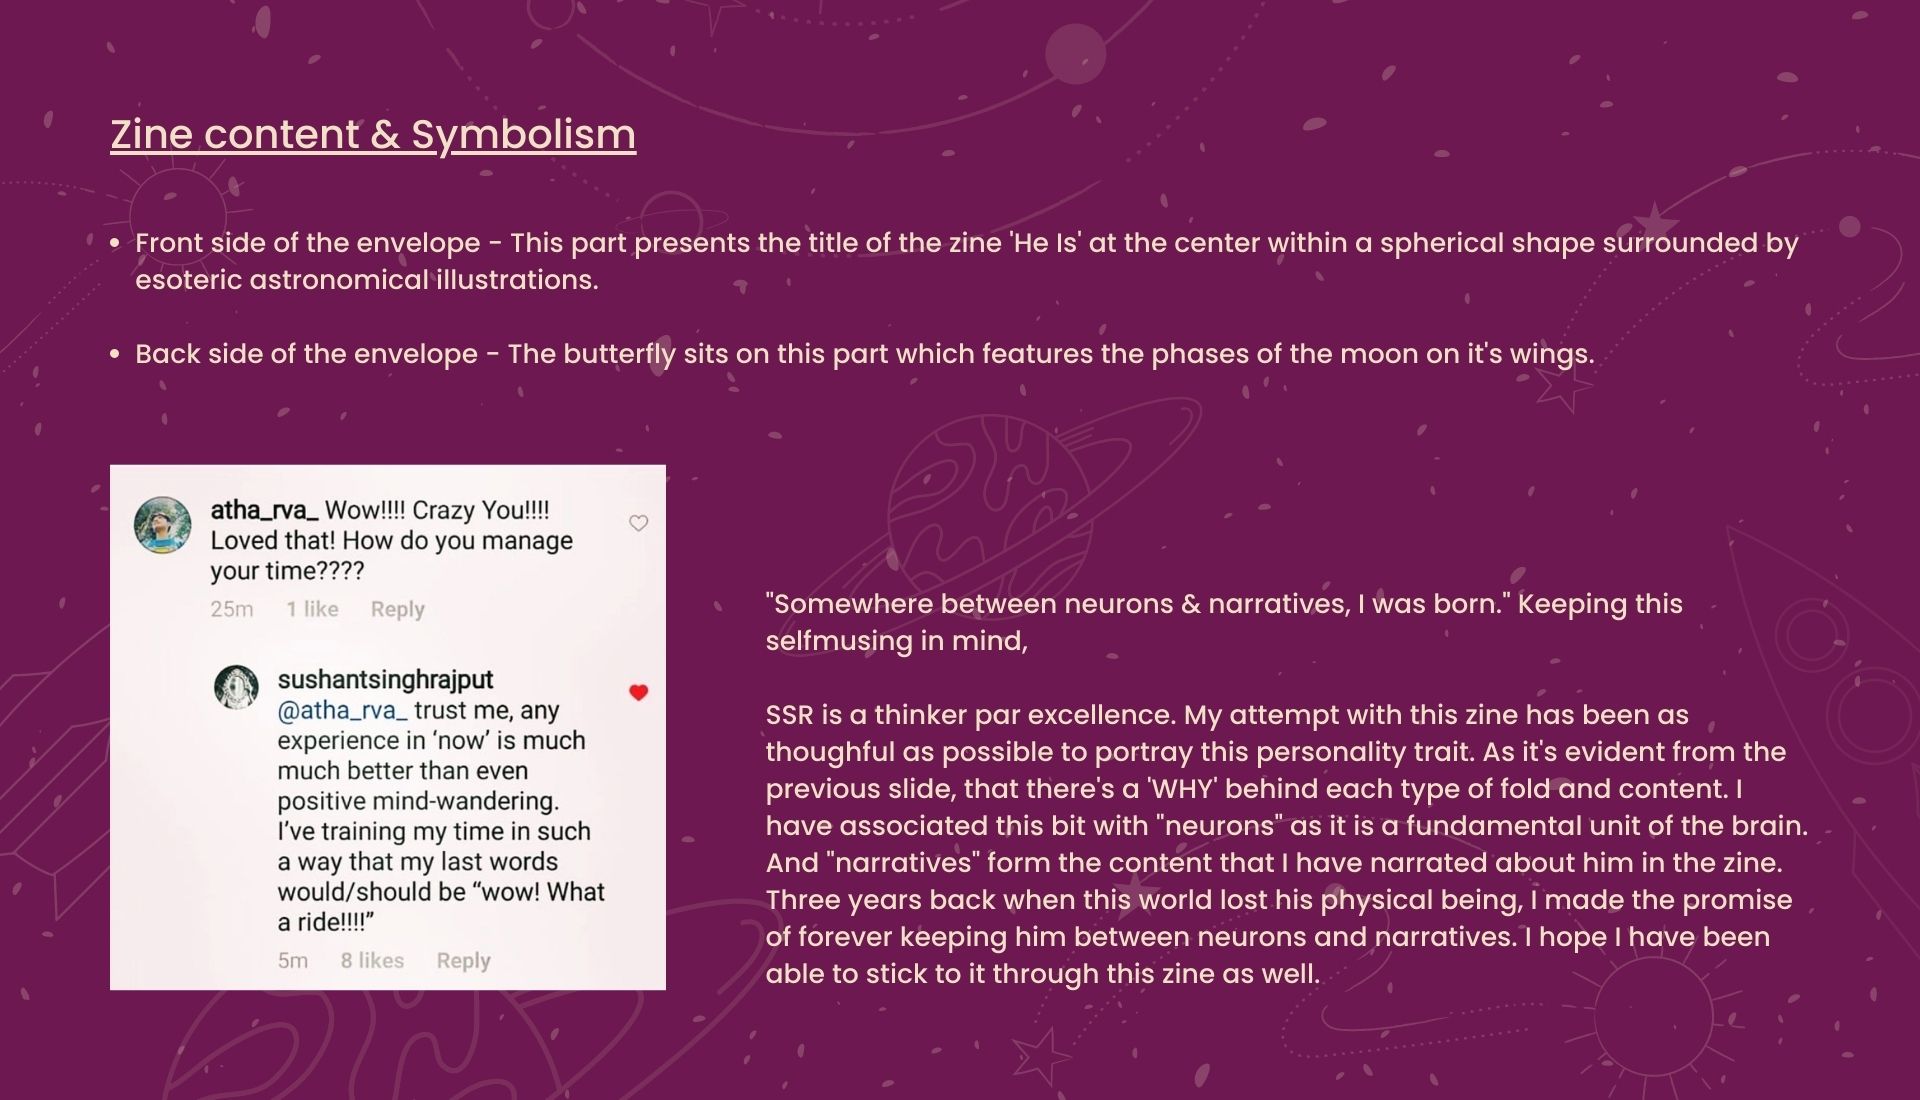 Zine content & Symbolism
• Front side of the envelope - This part presents the title of the zine 'He Is' at the center within a spherical shape surrounded by
esoteric astronomical illustrations.
• Back side of the envelope - The butterfly sits on this part which features the phases of the moon on it's wings.
atha_rva_ Wow!!!! Crazy You!!!!
Loved that! How do you manage
your time????
25m 1 like Reply
sushantsinghrajput
@atha_rva_ trust me, any
experience in ‘now’ is much
much better than even
positive mind-wandering.
I’ve training my time in such
a way that my last words
would/should be “wow! What
a ride!!!!”
5m 8 likes Reply
"Somewhere between neurons & narratives, I was born." Keeping this
selfmusing in mind,
SSR is a thinker par excellence. My attempt with this zine has been as
thoughful as possible to portray this personality trait. As it's evident from the
previous slide, that there's a 'WHY' behind each type of fold and content. I
have associated this bit with "neurons" as it is a fundamental unit of the brain.
And "narratives" form the content that I have narrated about him in the zine.
Three years back when this world lost his physical being, I made the promise
of forever keeping him between neurons and narratives. I hope I have been
able to stick to it through this zine as well.